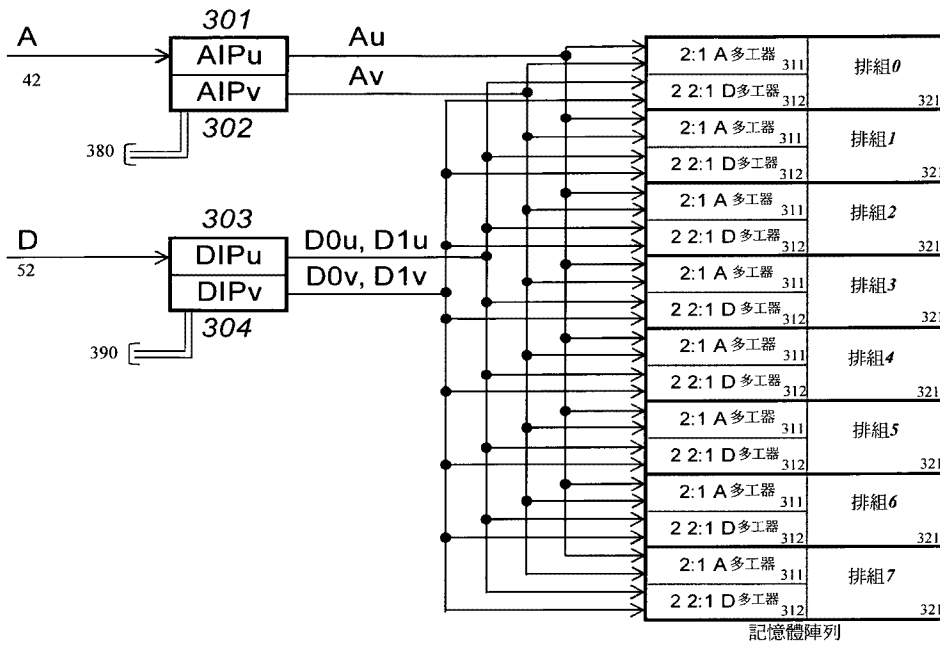 A
42
301
AIPu
AIPv
302
380
Au
Av
D
52
303
DIPu
DIPv
304
390
D0u, D1u
D0v, D1v
2:1 A 多工器 311
2 2:1 D 多工器 312
排組0
321
2:1 A 多工器 311
2 2:1 D 多工器 312
排組1
321
2:1 A 多工器 311
2 2:1 D 多工器 312
排組2
321
2:1 A 多工器 311
2 2:1 D 多工器 312
排組3
321
2:1 A 多工器 311
2 2:1 D 多工器 312
排組4
321
2:1 A 多工器 311
2 2:1 D 多工器 312
排組5
321
2:1 A 多工器 311
2 2:1 D 多工器 312
排組6
321
2:1 A 多工器 311
2 2:1 D 多工器 312
排組7
321
記憶體陣列